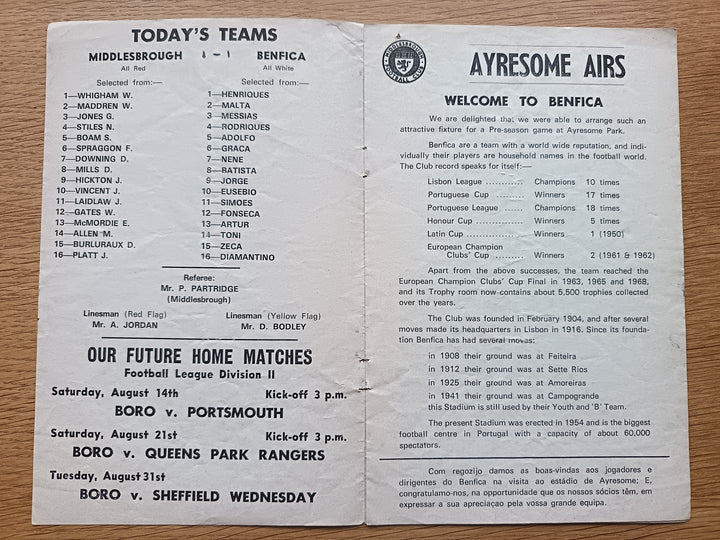 TODAY'S TEAMS
MIDDLESBROUGH 1-1 BENFICA
All Red All White
Selected from:— Selected from:—
1—WHIGHAM W. 1—HENRIQUES
2—MADDREN W. 2—MALTA
3—JONES G. 3—MESSIAS
4—STILES N. 4—RODRIQUES
5—BOAM S. 5—ADOLFO
6—SPRAGGON F. 6—GRACA
7—DOWNING D. 7—NENE
8—MILLS D. 8—BATISTA
9—HICKTON J. 9—JORGE
10—VINCENT J. 10—EUSEBIO
11—LAIDLAW J. 11—SIMOES
12—GATES W. 12—FONSECA
13—McMORDIE E. 13—ARTUR
14—ALLEN M. 14—TONI
15—BURLURAUX D. 15—ZECA
16—PLATT J. 16—DIAMANTINO
Referee:
Mr. P. PARTRIDGE
(Middlesbrough)
Linesman (Red Flag) Linesman (Yellow Flag)
Mr. A. JORDAN Mr. D. BODLEY
OUR FUTURE HOME MATCHES
Football League Division II
Saturday, August 14th Kick-off 3 p.m.
BORO v. PORTSMOUTH
Saturday, August 21st Kick-off 3 p.m.
BORO v. QUEENS PARK RANGERS
Tuesday, August 31st
BORO v. SHEFFIELD WEDNESDAY
MIDDLESBROUGH
FOOTBALL CLUB
AYRESOME AIRS
WELCOME TO BENFICA
We are delighted that we were able to arrange such an
attractive fixture for a Pre-season game at Ayresome Park.
Benfica are a team with a world wide reputation, and indi-
vidually their players are household names in the football world.
The Club record speaks for itself:—
Lisbon League ............ Champions 10 times
Portuguese Cup ......... Winners 17 times
Portuguese League ...... Champions 18 times
Honour Cup ............... Winners 5 times
Latin Cup .................. Winners 1 (1950)
European Champion
Clubs' Cup ......... Winners 2 (1961 & 1962)
Apart from the above successes, the team reached the
European Champion Clubs' Cup Final in 1963, 1965 and 1968,
and its Trophy room now contains about 5,500 trophies collected
over the years.
The Club was founded in February 1904, and after several
moves made its headquarters in Lisbon in 1916. Since its founda-
tion Benfica has had several moves:
in 1908 their ground was at Feiteira
in 1912 their ground was at Sette Rios
in 1925 their ground was at Amoreiras
in 1941 their ground was at Campogrande
this Stadium is still used by their Youth and 'B' Team.
The present Stadium was erected in 1954 and is the biggest
football centre in Portugal with a capacity of about 60,000
spectators.
Com regozijo damos as boas-vindas aos jogadores e
dirigentes do Benfica na visita ao estádio de Ayresome; E,
congratulamo-nos, na oportunidade que os nossos sócios têm, em
expressar a sua apreciaçao pela vossa grande equipa.